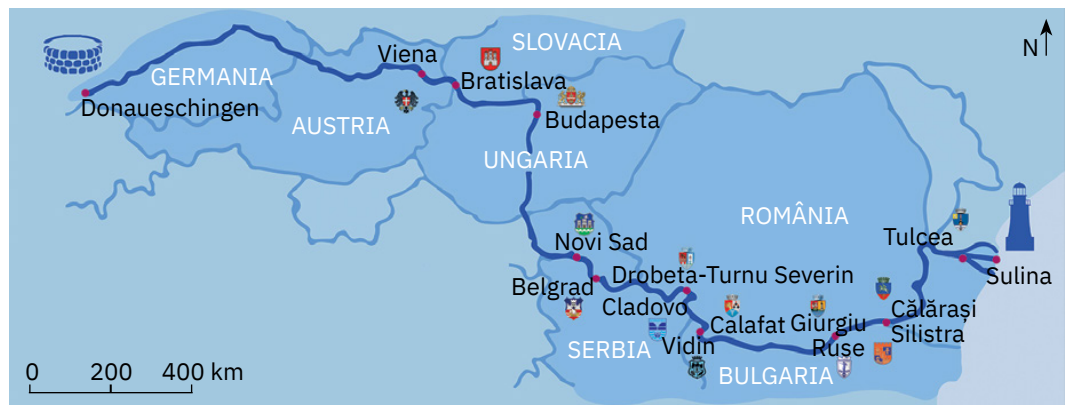 SLOVACIA
N
Viena
GERMANIA
Bratislava
Donaueschingen
AUSTRIA
Budapesta
UNGARIA
ROMÂNIA
Tulcea
Novi Sad
Drobeta-Turnu Severin
Sulina
Belgrad
Cladovo
Călărași
Calafat
Giurgiu
Silistra
SERBIA
Vidin
Ruse
BULGARIA
0 200 400 km